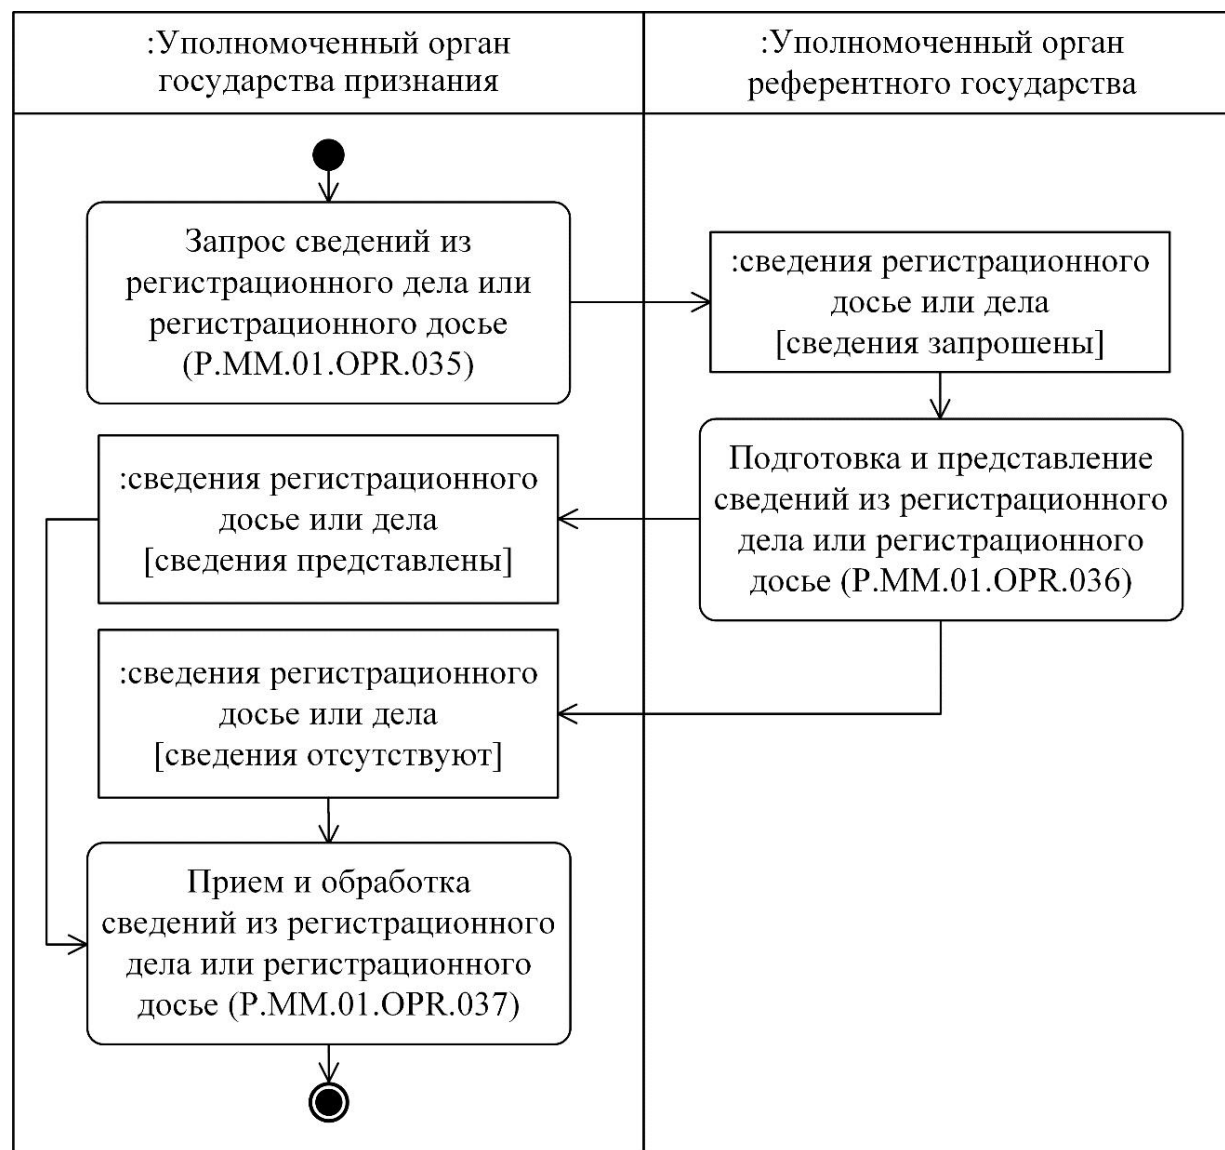 :Уполномоченный орган
государства признания
:Уполномоченный орган
референтного государства
Запрос сведений из
регистрационного дела или
регистрационного досье
(P.MM.01.OPR.035)
:сведения регистрационного
досье или дела
[сведения запрошены]
Подготовка и представление
сведений из регистрационного
дела или регистрационного
досье (P.MM.01.OPR.036)
:сведения регистрационного
досье или дела
[сведения представлены]
:сведения регистрационного
досье или дела
[сведения отсутствуют]
Прием и обработка
сведений из регистрационного
дела или регистрационного
досье (P.MM.01.OPR.037)